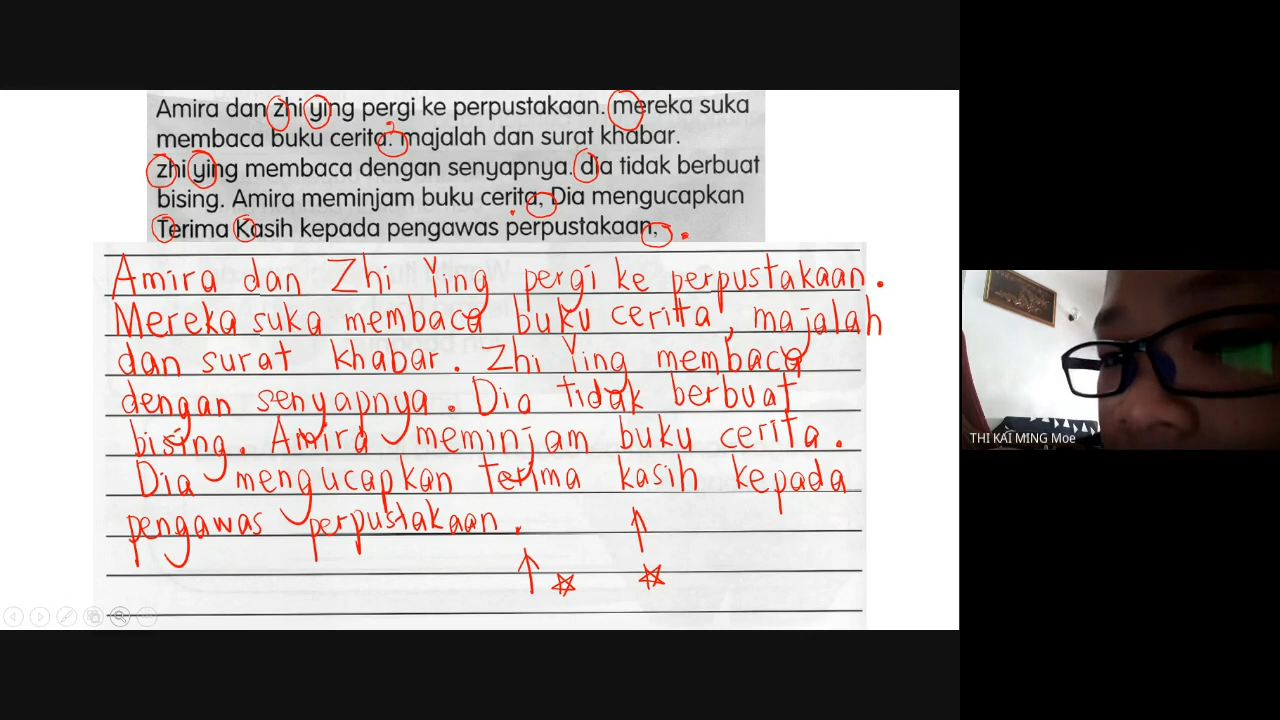 Amira dan zhi ying pergi ke perpustakaan. mereka suka
membaca buku cerita. majalah dan surat khabar.
zhi ying membaca dengan senyapnya. dia tidak berbuat
bising. Amira meminjam buku cerita, Dia mengucapkan
Terima Kasih kepada pengawas perpustakaan,
Amira dan Zhi Ying pergi ke perpustakaan.
Mereka suka membaca buku cerita, majalah
dan surat khabar. Zhi Ying membaca
dengan senyapnya. Dia tidak berbuat
bising. Amira meminjam buku cerita.
Dia mengucapkan terima kasih kepada
pengawas perpustakaan.
THI KAI MING Moe